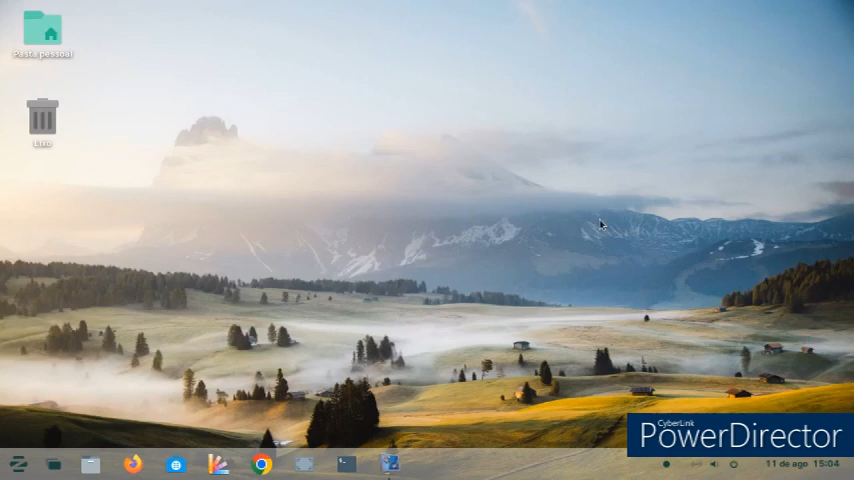 Pasta pessoal
Lixo
CyberLink
PowerDirector
11 de ago 15:04